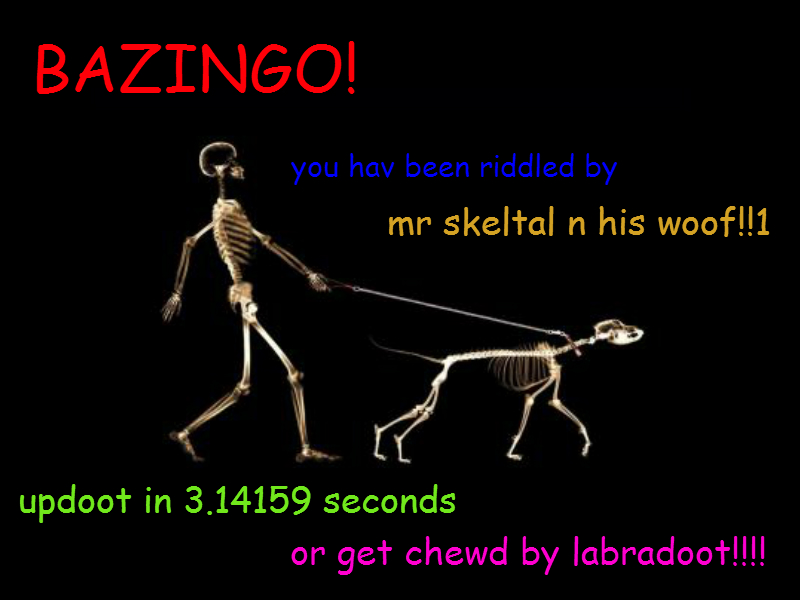 BAZINGO!
you hav been riddled by
mr skeltal n his woof!!1
updoot in 3.14159 seconds
or get chewd by labradoot!!!!